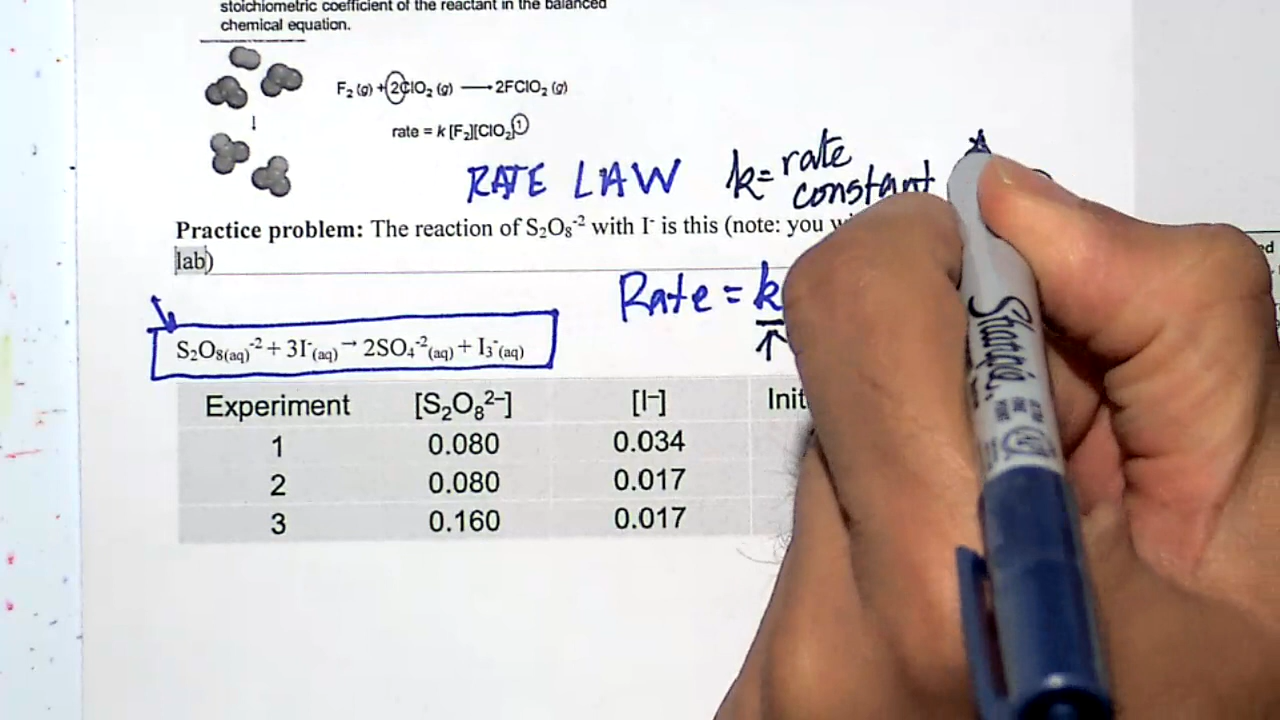 stoichiometric coefficient of the reactant in the balanced
chemical equation.
F₂ (g) + 2ClO₂ (g) → 2FClO₂ (g)
rate = k [F₂][ClO₂]¹
RATE LAW k = rate constant
Practice problem: The reaction of S₂O₈⁻² with I⁻ is this (note: you
lab)
Rate = k
S₂O₈(aq)⁻² + 3I⁻(aq) → 2SO₄⁻²(aq) + I₃⁻(aq)
Experiment [S₂O₈²⁻] [I⁻]
1 0.080 0.034
2 0.080 0.017
3 0.160 0.017
Sharpie